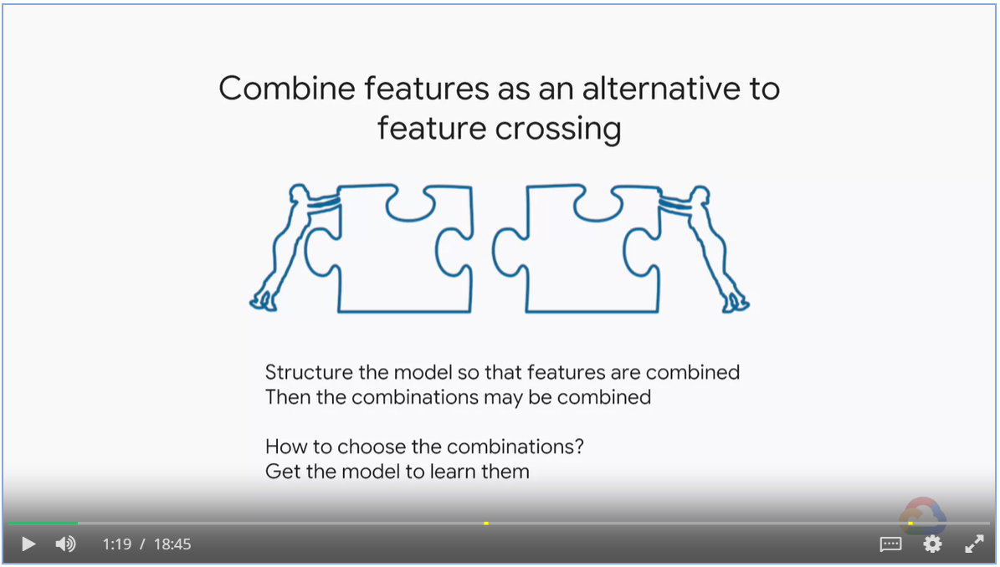 Combine features as an alternative to
feature crossing
Structure the model so that features are combined
Then the combinations may be combined
How to choose the combinations?
Get the model to learn them
1:19 / 18:45